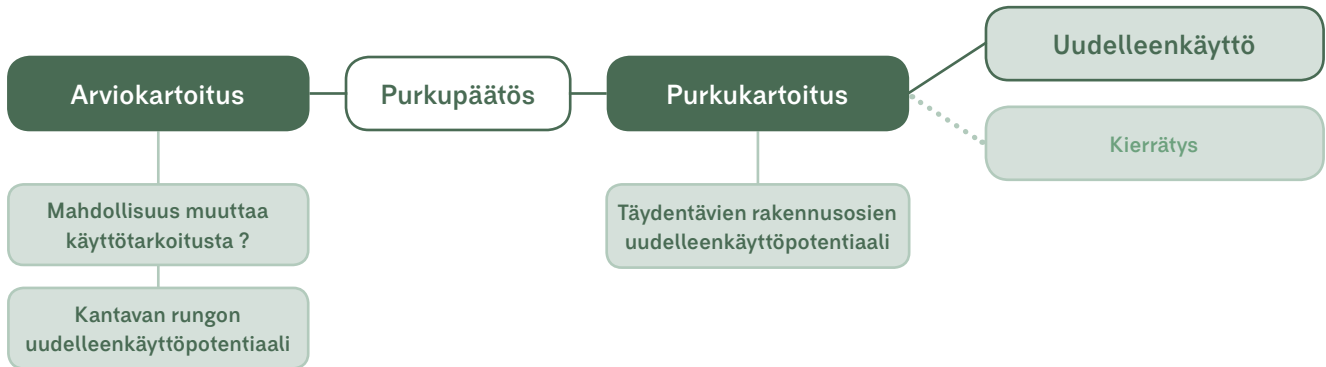 Arviokartoitus
Purkupäätös
Purkukartoitus
Uudelleenkäyttö
Kierrätys
Mahdollisuus muuttaa
käyttötarkoitusta ?
Kantavan rungon
uudelleenkäyttöpotentiaali
Täydentävien rakennusosien
uudelleenkäyttöpotentiaali